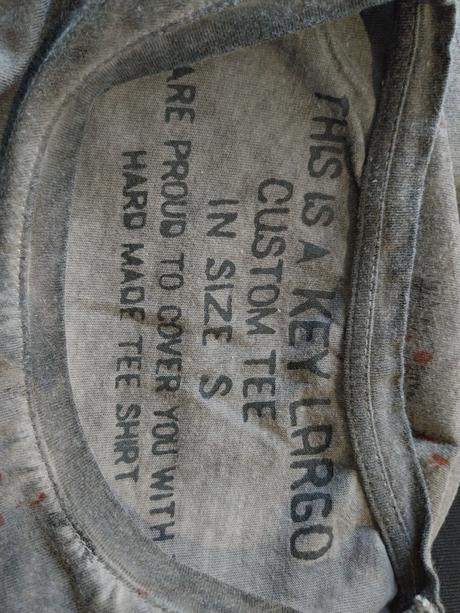 THIS IS A KEY LARGO
CUSTOM TEE
IN SIZE S
ARE PROUD TO COVER YOU WITH
HARD MADE TEE SHIRT